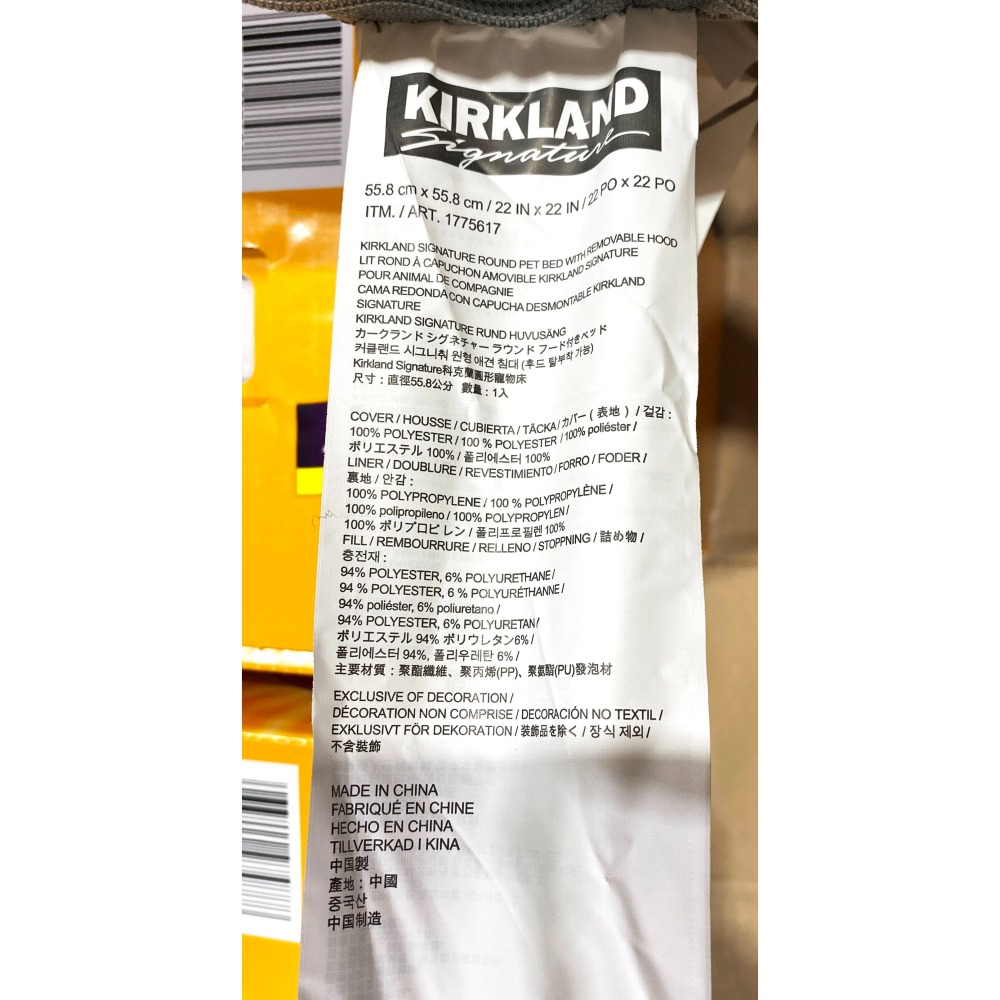 KIRKLAND
Signature
55.8 cm x 55.8 cm / 22 IN x 22 IN / 22 PO x 22 PO
ITM. / ART. 1775617
KIRKLAND SIGNATURE ROUND PET BED WITH REMOVABLE HOOD
LIT ROND À CAPUCHON AMOVIBLE KIRKLAND SIGNATURE
POUR ANIMAL DE COMPAGNIE
CAMA REDONDA CON CAPUCHA DESMONTABLE KIRKLAND
SIGNATURE
KIRKLAND SIGNATURE RUND HUVUSÄNG
カークランド シグネチャー ラウンド フード付きベッド
커클랜드 시그니춰 원형 애견 침대 (후드 탈부착 가능)
Kirkland Signature科克蘭圓形寵物床
尺寸：直徑55.8公分 數量：1入
COVER / HOUSSE / CUBIERTA / TÄCKA / カバー ( 表地 ) / 겉감 :
100% POLYESTER / 100 % POLYESTER / 100% poliéster /
ポリエステル 100% / 폴리에스터 100%
LINER / DOUBLURE / REVESTIMIENTO / FORRO / FODER /
裏地 / 안감 :
100% POLYPROPYLENE / 100 % POLYPROPYLÈNE /
100% polipropileno / 100% POLYPROPYLEN /
100% ポリプロピレン / 폴리프로필렌 100%
FILL / REMBOURRURE / RELLENO / STOPPNING / 詰め物 /
충전재 :
94% POLYESTER, 6% POLYURETHANE /
94 % POLYESTER, 6 % POLYURÉTHANNE /
94% poliéster, 6% poliuretano /
94% POLYESTER, 6% POLYURETAN /
ポリエステル 94% ポリウレタン6% /
폴리에스터 94%, 폴리우레탄 6% /
主要材質：聚酯纖維、聚丙烯(PP)、聚氨酯(PU)發泡材
EXCLUSIVE OF DECORATION /
DÉCORATION NON COMPRISE / DECORACIÓN NO TEXTIL /
EXKLUSIVT FÖR DEKORATION / 装飾品を除く / 장식 제외 /
不含裝飾
MADE IN CHINA
FABRIQUÉ EN CHINE
HECHO EN CHINA
TILLVERKAD I KINA
中国製
產地：中國
중국산
中国制造